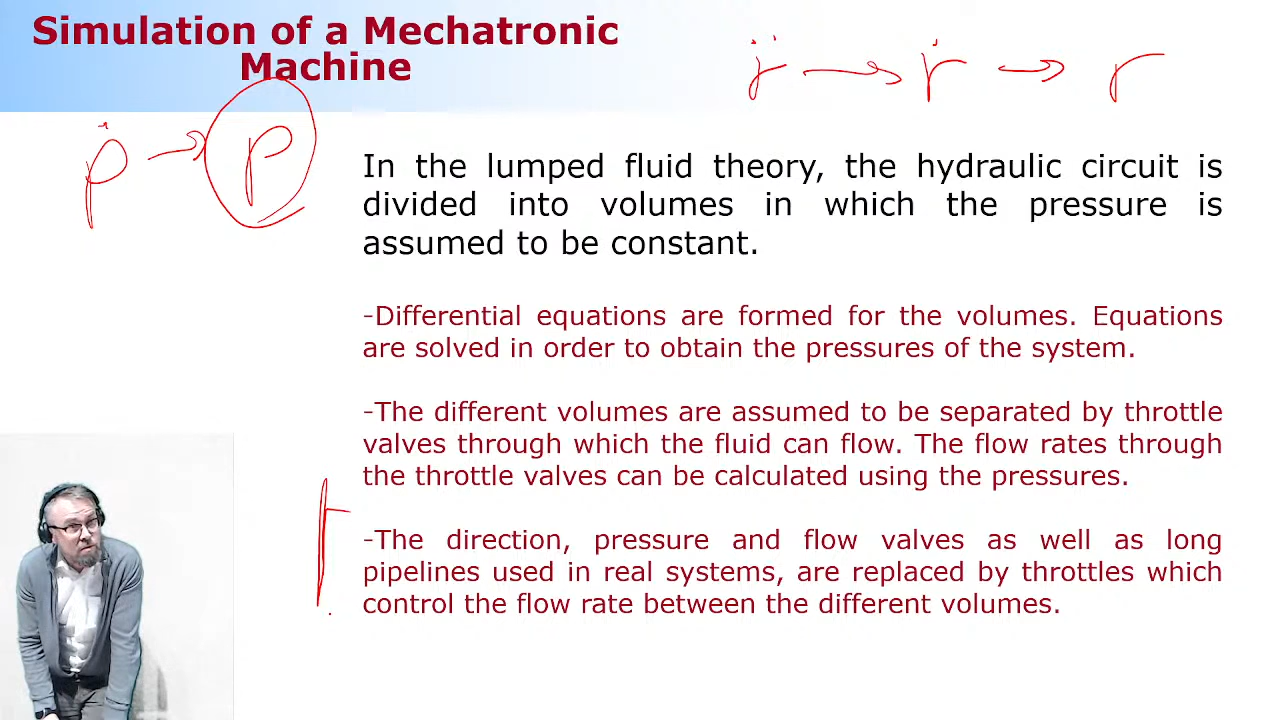 Simulation of a Mechatronic
Machine
r̈ → ṙ → r
ṗ → p
In the lumped fluid theory, the hydraulic circuit is
divided into volumes in which the pressure is
assumed to be constant.
-Differential equations are formed for the volumes. Equations
are solved in order to obtain the pressures of the system.
-The different volumes are assumed to be separated by throttle
valves through which the fluid can flow. The flow rates through
the throttle valves can be calculated using the pressures.
-The direction, pressure and flow valves as well as long
pipelines used in real systems, are replaced by throttles which
control the flow rate between the different volumes.